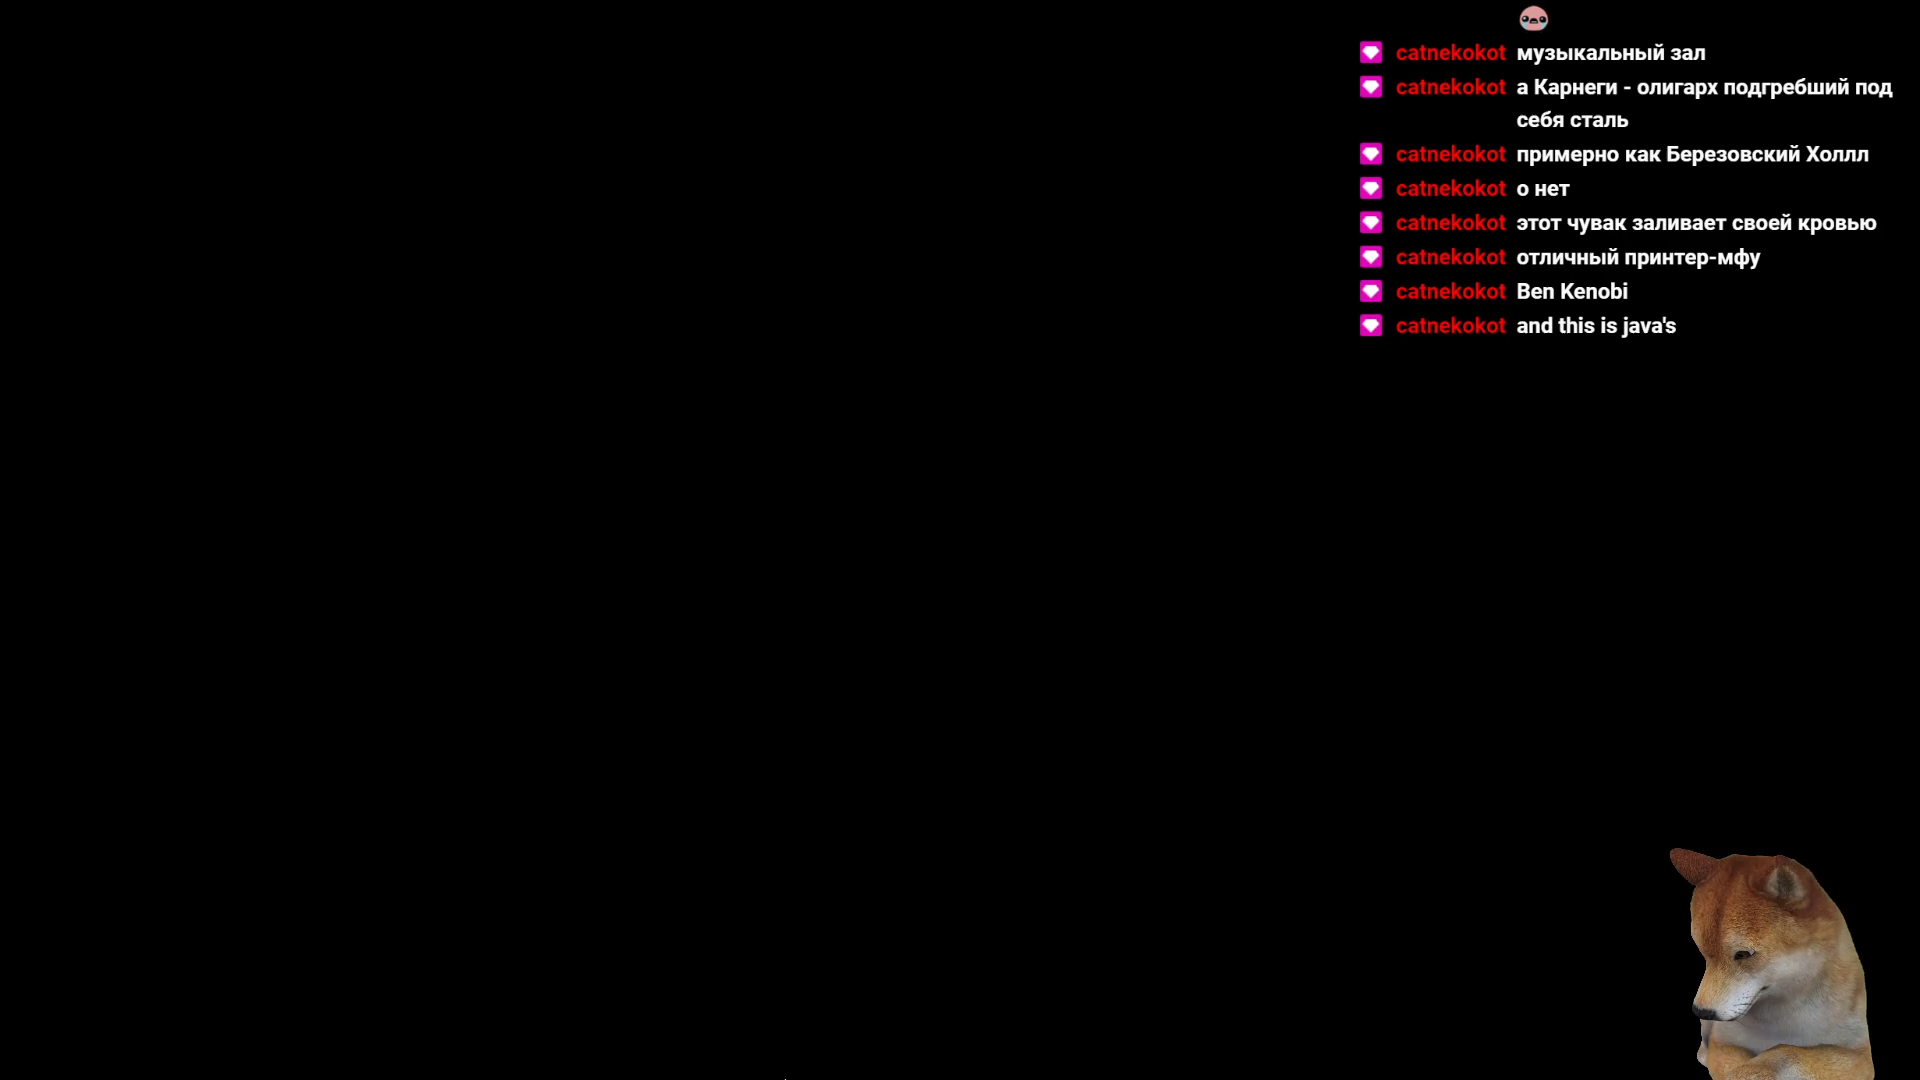 catnekokot музыкальный зал
catnekokot а Карнеги - олигарх подгребший под
себя сталь
catnekokot примерно как Березовский Холлл
catnekokot о нет
catnekokot этот чувак заливает своей кровью
catnekokot отличный принтер-мфу
catnekokot Ben Kenobi
catnekokot and this is java's